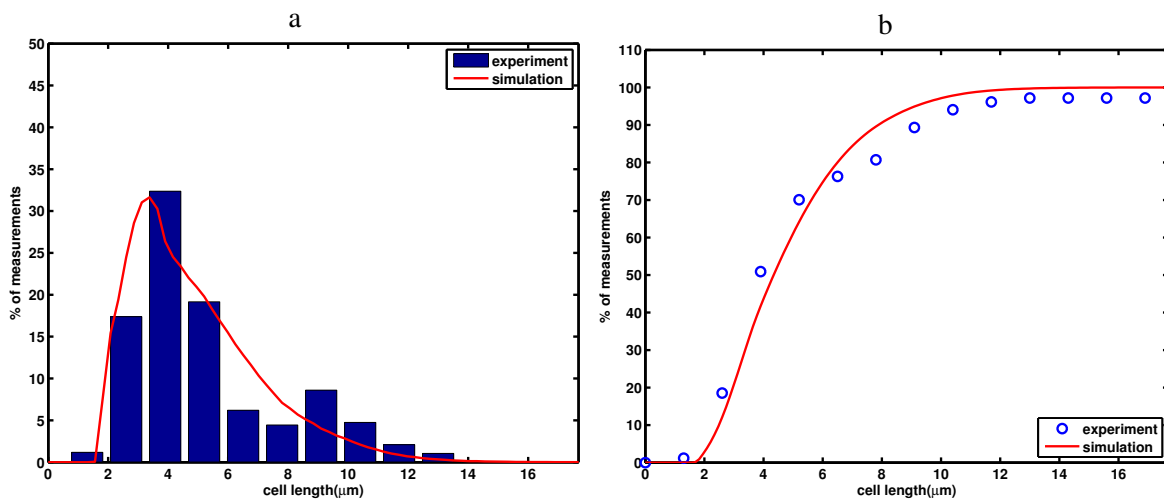 a
50
45
40
35
30
25
20
15
10
5
0
% of measurements
experiment
simulation
0 2 4 6 8 10 12 14 16
cell length(μm)
b
110
100
90
80
70
60
50
40
30
20
10
0
% of measurements
experiment
simulation
0 2 4 6 8 10 12 14 16
cell length(μm)